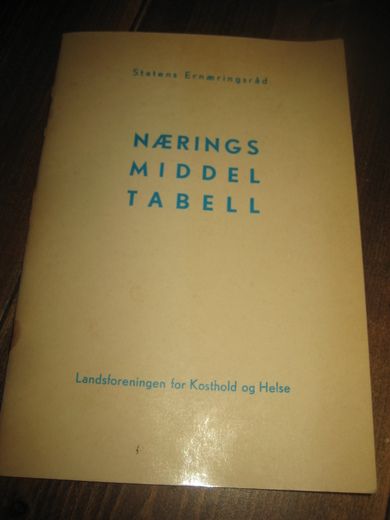 Statens Ernæringsråd
NÆRINGS
MIDDEL
TABELL
Landsforeningen for Kosthold og Helse